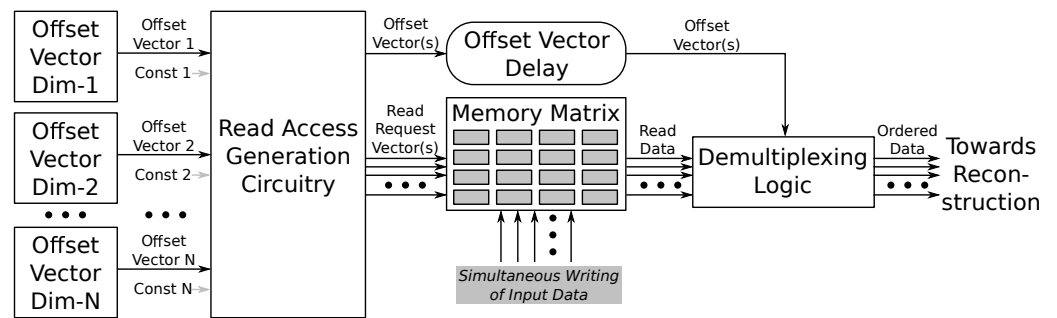 Offset
Vector
Dim-1
Offset
Vector 1
Const 1
Offset
Vector
Dim-2
Offset
Vector 2
Const 2
Offset
Vector
Dim-N
Offset
Vector N
Const N
Read Access
Generation
Circuitry
Offset
Vector(s)
Offset Vector
Delay
Offset
Vector(s)
Read
Request
Vector(s)
Memory Matrix
Read
Data
Simultaneous Writing
of Input Data
Demultiplexing
Logic
Ordered
Data
Towards
Recon-
struction